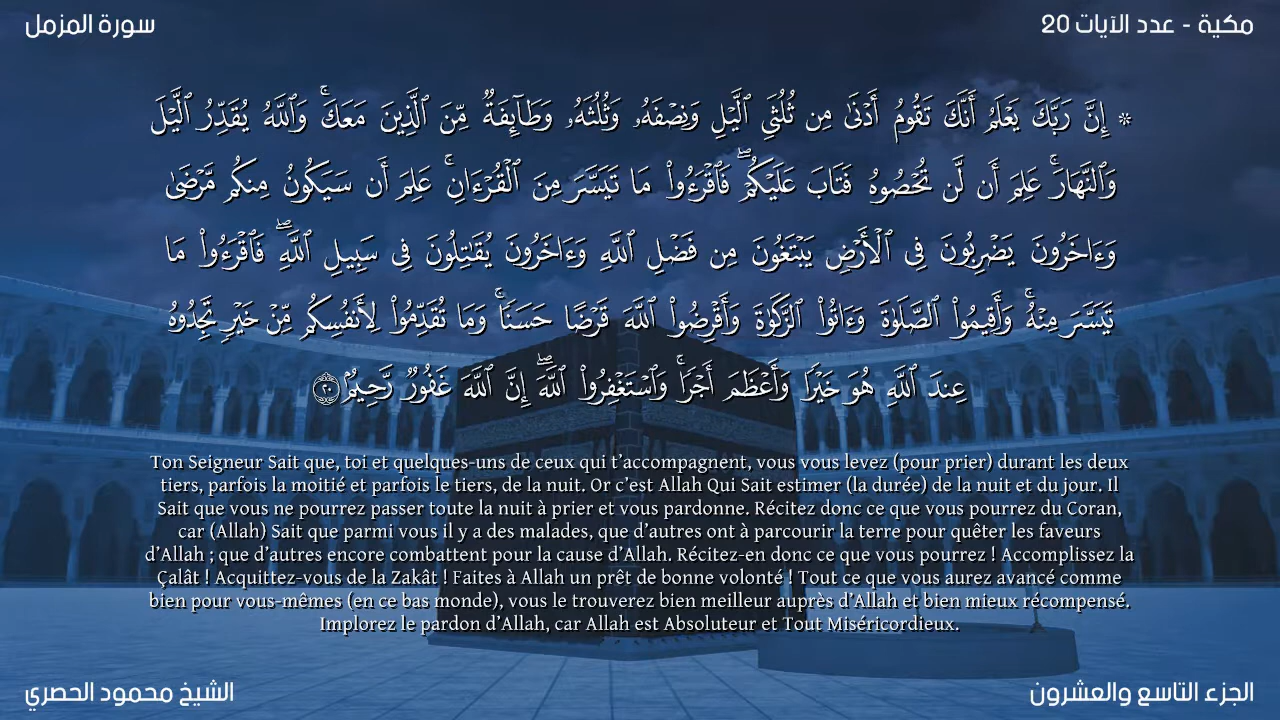 سورة المزمل
مكية - عدد الآيات 20
۞ إِنَّ رَبَّكَ يَعْلَمُ أَنَّكَ تَقُومُ أَدْنَىٰ مِن ثُلُثَىِ ٱلَّيْلِ وَنِصْفَهُۥ وَثُلُثَهُۥ وَطَآئِفَةٌ مِّنَ ٱلَّذِينَ مَعَكَ ۚ وَٱللَّهُ يُقَدِّرُ ٱلَّيْلَ
وَٱلنَّهَارَ ۚ عَلِمَ أَن لَّن تُحْصُوهُ فَتَابَ عَلَيْكُمْ ۖ فَٱقْرَءُوا۟ مَا تَيَسَّرَ مِنَ ٱلْقُرْءَانِ ۚ عَلِمَ أَن سَيَكُونُ مِنكُم مَّرْضَىٰ
وَءَاخَرُونَ يَضْرِبُونَ فِى ٱلْأَرْضِ يَبْتَغُونَ مِن فَضْلِ ٱللَّهِ وَءَاخَرُونَ يُقَـٰتِلُونَ فِى سَبِيلِ ٱللَّهِ ۖ فَٱقْرَءُوا۟ مَا
تَيَسَّرَ مِنْهُ ۚ وَأَقِيمُوا۟ ٱلصَّلَوٰةَ وَءَاتُوا۟ ٱلزَّكَوٰةَ وَأَقْرِضُوا۟ ٱللَّهَ قَرْضًا حَسَنًا ۚ وَمَا تُقَدِّمُوا۟ لِأَنفُسِكُم مِّنْ خَيْرٍ تَجِدُوهُ
عِندَ ٱللَّهِ هُوَ خَيْرًا وَأَعْظَمَ أَجْرًا ۚ وَٱسْتَغْفِرُوا۟ ٱللَّهَ ۖ إِنَّ ٱللَّهَ غَفُورٌ رَّحِيمٌۢ ٢٠
Ton Seigneur Sait que, toi et quelques-uns de ceux qui t’accompagnent, vous vous levez (pour prier) durant les deux
tiers, parfois la moitié et parfois le tiers, de la nuit. Or c’est Allah Qui Sait estimer (la durée) de la nuit et du jour. Il
Sait que vous ne pourrez passer toute la nuit à prier et vous pardonne. Récitez donc ce que vous pourrez du Coran,
car (Allah) Sait que parmi vous il y a des malades, que d’autres ont à parcourir la terre pour quêter les faveurs
d’Allah ; que d’autres encore combattent pour la cause d’Allah. Récitez-en donc ce que vous pourrez ! Accomplissez la
Çalât ! Acquittez-vous de la Zakât ! Faites à Allah un prêt de bonne volonté ! Tout ce que vous aurez avancé comme
bien pour vous-mêmes (en ce bas monde), vous le trouverez bien meilleur auprès d’Allah et bien mieux récompensé.
Implorez le pardon d’Allah, car Allah est Absoluteur et Tout Miséricordieux.
الشيخ محمود الحصري
الجزء التاسع والعشرون